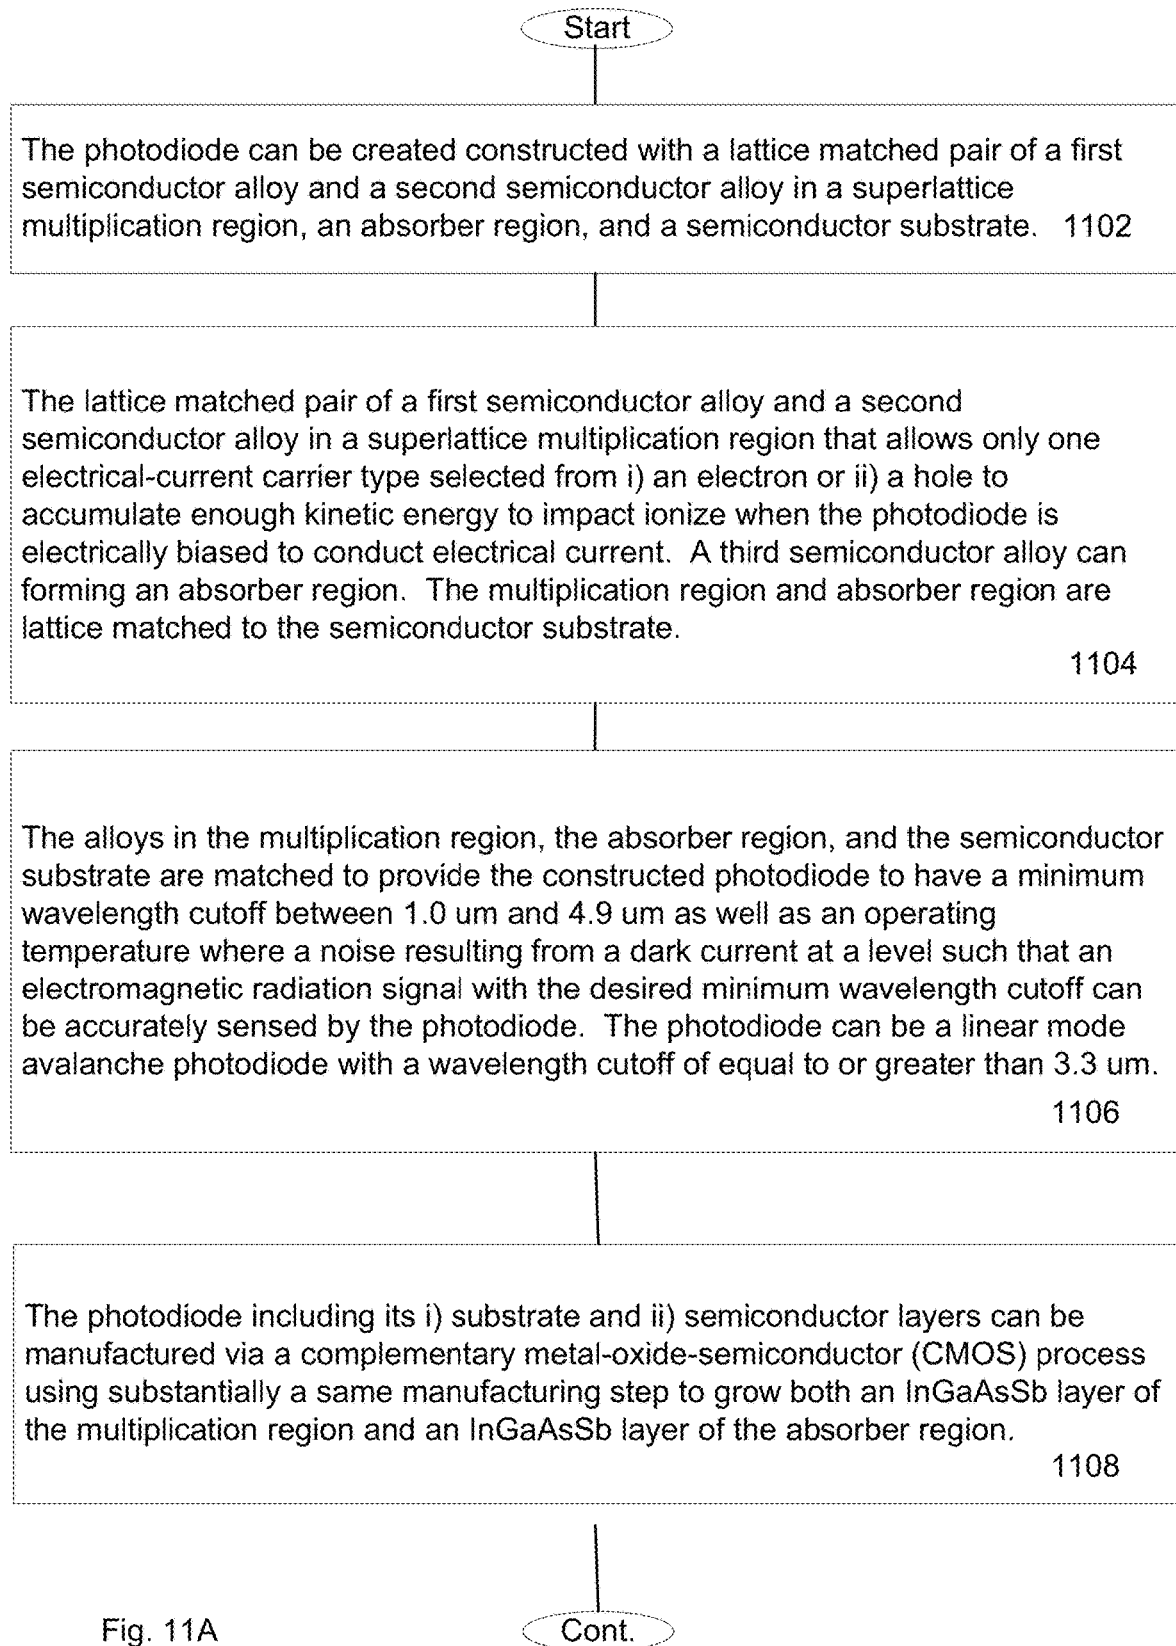 Start
The photodiode can be created constructed with a lattice matched pair of a first
semiconductor alloy and a second semiconductor alloy in a superlattice
multiplication region, an absorber region, and a semiconductor substrate. 1102
The lattice matched pair of a first semiconductor alloy and a second
semiconductor alloy in a superlattice multiplication region that allows only one
electrical-current carrier type selected from i) an electron or ii) a hole to
accumulate enough kinetic energy to impact ionize when the photodiode is
electrically biased to conduct electrical current. A third semiconductor alloy can
forming an absorber region. The multiplication region and absorber region are
lattice matched to the semiconductor substrate.
1104
The alloys in the multiplication region, the absorber region, and the semiconductor
substrate are matched to provide the constructed photodiode to have a minimum
wavelength cutoff between 1.0 um and 4.9 um as well as an operating
temperature where a noise resulting from a dark current at a level such that an
electromagnetic radiation signal with the desired minimum wavelength cutoff can
be accurately sensed by the photodiode. The photodiode can be a linear mode
avalanche photodiode with a wavelength cutoff of equal to or greater than 3.3 um.
1106
The photodiode including its i) substrate and ii) semiconductor layers can be
manufactured via a complementary metal-oxide-semiconductor (CMOS) process
using substantially a same manufacturing step to grow both an InGaAsSb layer of
the multiplication region and an InGaAsSb layer of the absorber region.
1108
Fig. 11A
Cont.